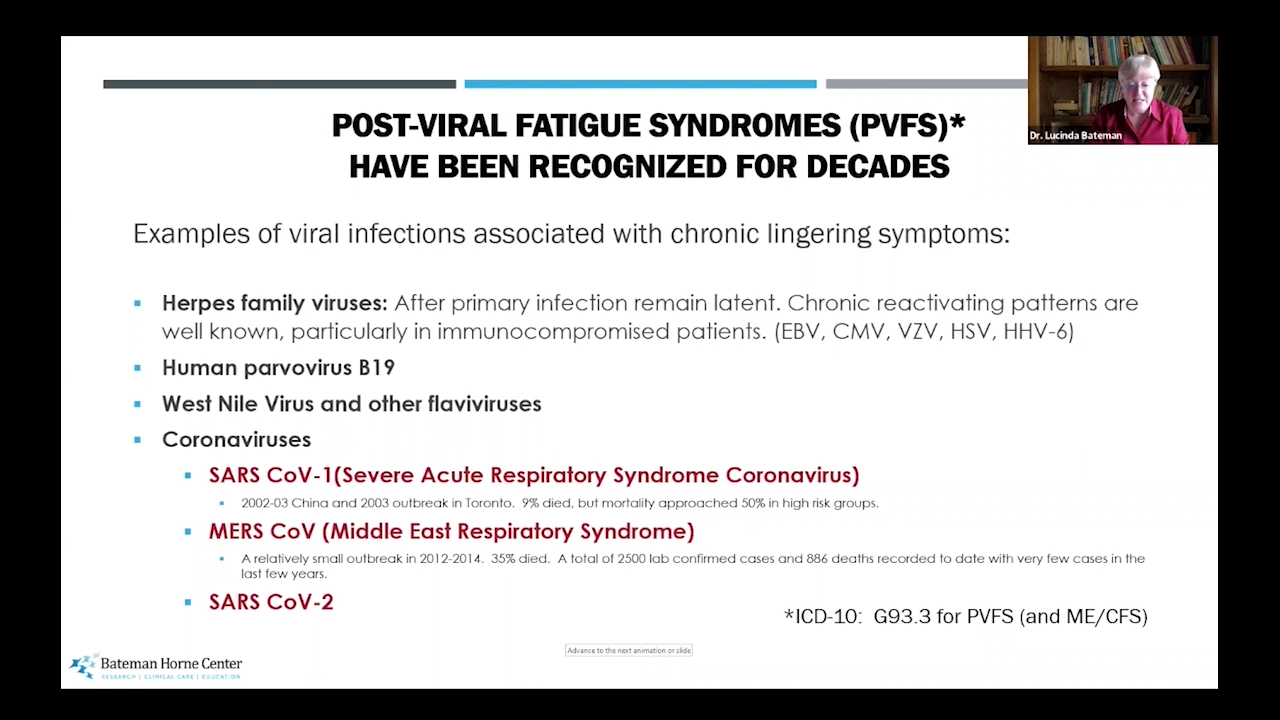 POST-VIRAL FATIGUE SYNDROMES (PVFS)*
HAVE BEEN RECOGNIZED FOR DECADES
Dr. Lucinda Bateman
Examples of viral infections associated with chronic lingering symptoms:
▪ Herpes family viruses: After primary infection remain latent. Chronic reactivating patterns are
well known, particularly in immunocompromised patients. (EBV, CMV, VZV, HSV, HHV-6)
▪ Human parvovirus B19
▪ West Nile Virus and other flaviviruses
▪ Coronaviruses
▪ SARS CoV-1(Severe Acute Respiratory Syndrome Coronavirus)
▪ 2002-03 China and 2003 outbreak in Toronto. 9% died, but mortality approached 50% in high risk groups.
▪ MERS CoV (Middle East Respiratory Syndrome)
▪ A relatively small outbreak in 2012-2014. 35% died. A total of 2500 lab confirmed cases and 886 deaths recorded to date with very few cases in the
last few years.
▪ SARS CoV-2
*ICD-10: G93.3 for PVFS (and ME/CFS)
Advance to the next animation or slide
Bateman Horne Center
RESEARCH | CLINICAL CARE | EDUCATION